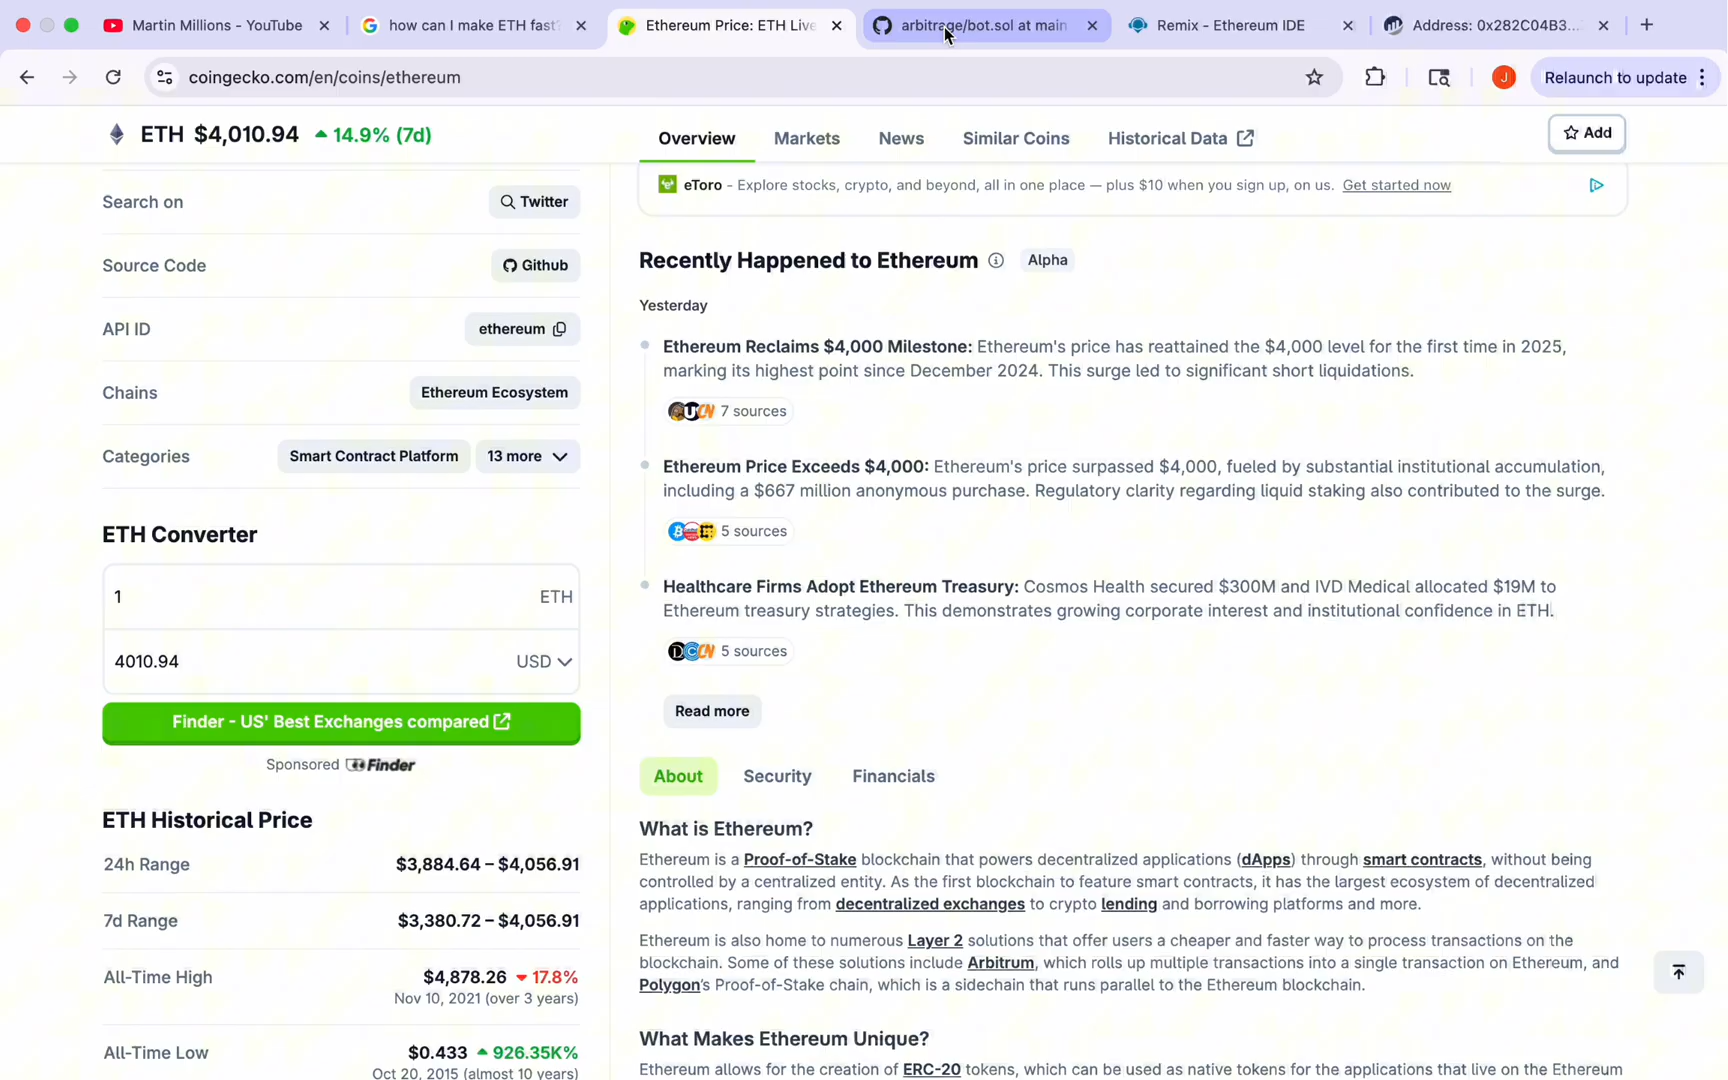 Martin Millions - YouTube
how can I make ETH fast?
Ethereum Price: ETH Live
arbitrage/bot.sol at main
Remix - Ethereum IDE
Address: 0x282C04B3...
coingecko.com/en/coins/ethereum
J
Relaunch to update
ETH $4,010.94 14.9% (7d)
Overview
Markets
News
Similar Coins
Historical Data
Add
eToro - Explore stocks, crypto, and beyond, all in one place — plus $10 when you sign up, on us. Get started now
Search on
Twitter
Source Code
Github
API ID
ethereum
Chains
Ethereum Ecosystem
Categories
Smart Contract Platform
13 more
ETH Converter
1
ETH
4010.94
USD
Finder - US' Best Exchanges compared
Sponsored Finder
ETH Historical Price
24h Range
$3,884.64 – $4,056.91
7d Range
$3,380.72 – $4,056.91
All-Time High
$4,878.26 17.8%
Nov 10, 2021 (over 3 years)
All-Time Low
$0.433 926.35K%
Oct 20, 2015 (almost 10 years)
Recently Happened to Ethereum
Alpha
Yesterday
Ethereum Reclaims $4,000 Milestone: Ethereum's price has reattained the $4,000 level for the first time in 2025,
marking its highest point since December 2024. This surge led to significant short liquidations.
7 sources
Ethereum Price Exceeds $4,000: Ethereum's price surpassed $4,000, fueled by substantial institutional accumulation,
including a $667 million anonymous purchase. Regulatory clarity regarding liquid staking also contributed to the surge.
5 sources
Healthcare Firms Adopt Ethereum Treasury: Cosmos Health secured $300M and IVD Medical allocated $19M to
Ethereum treasury strategies. This demonstrates growing corporate interest and institutional confidence in ETH.
5 sources
Read more
About
Security
Financials
What is Ethereum?
Ethereum is a Proof-of-Stake blockchain that powers decentralized applications (dApps) through smart contracts, without being
controlled by a centralized entity. As the first blockchain to feature smart contracts, it has the largest ecosystem of decentralized
applications, ranging from decentralized exchanges to crypto lending and borrowing platforms and more.
Ethereum is also home to numerous Layer 2 solutions that offer users a cheaper and faster way to process transactions on the
blockchain. Some of these solutions include Arbitrum, which rolls up multiple transactions into a single transaction on Ethereum, and
Polygon's Proof-of-Stake chain, which is a sidechain that runs parallel to the Ethereum blockchain.
What Makes Ethereum Unique?
Ethereum allows for the creation of ERC-20 tokens, which can be used as native tokens for the applications that live on the Ethereum